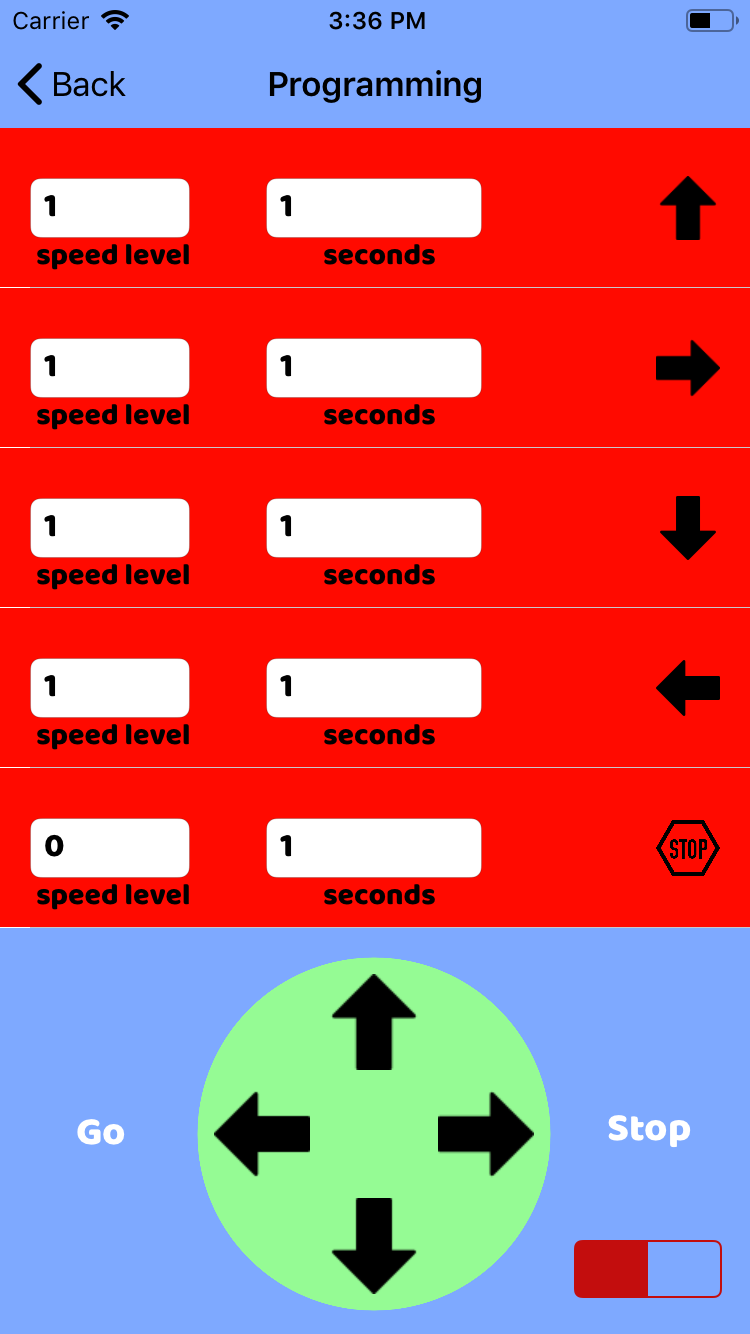 Carrier 3:36 PM
Back Programming
1 1
speed level seconds
1 1
speed level seconds
1 1
speed level seconds
1 1
speed level seconds
0 1 STOP
speed level seconds
Go Stop